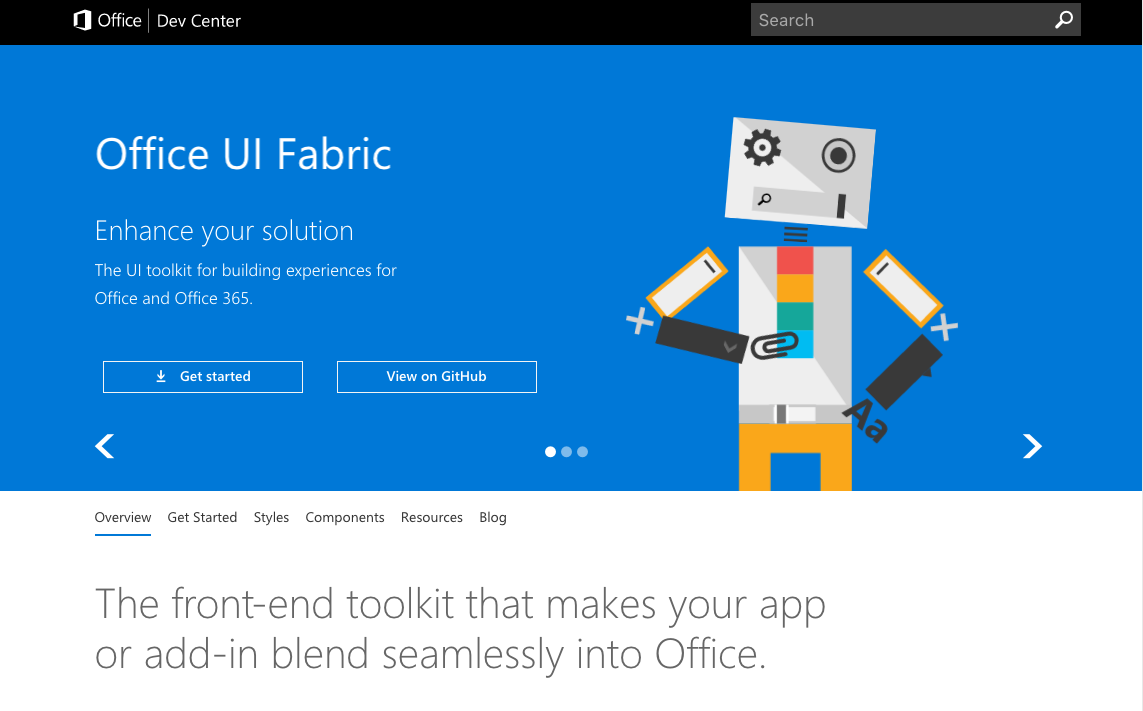 Office Dev Center
Search
Office UI Fabric
Enhance your solution
The UI toolkit for building experiences for
Office and Office 365.
Get started
View on GitHub
Aa
Overview Get Started Styles Components Resources Blog
The front-end toolkit that makes your app
or add-in blend seamlessly into Office.